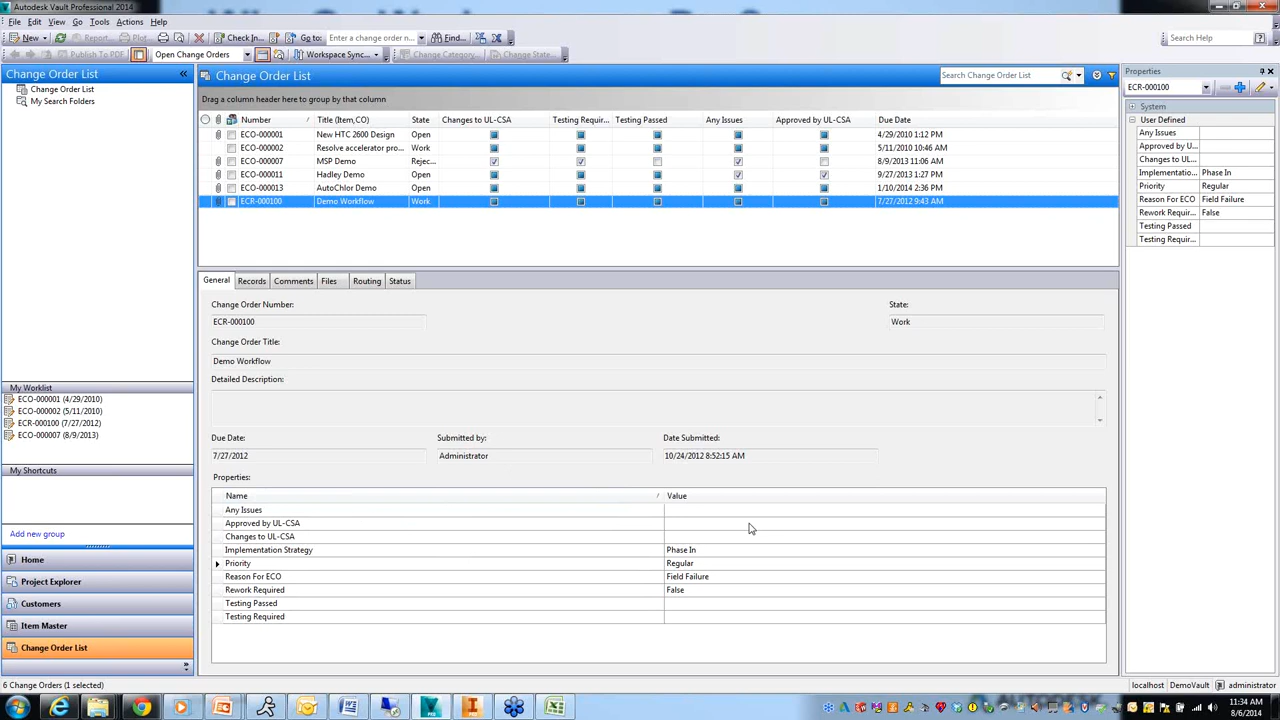 Autodesk Vault Professional 2014
File Edit View Go Tools Actions Help
New Report... Plot Check In... Go to: Enter a change order n... Find... Search Help
Publish To PDF Open Change Orders Workspace Sync... Change Category... Change State...
Change Order List
Change Order List
My Search Folders
My Worklist
ECO-000001 (4/29/2010)
ECO-000002 (5/11/2010)
ECR-000100 (7/27/2012)
ECO-000007 (8/9/2013)
My Shortcuts
Add new group
Home
Project Explorer
Customers
Item Master
Change Order List
Change Order List
Search Change Order List
Drag a column header here to group by that column
Number Title (Item,CO) State Changes to UL-CSA Testing Requir... Testing Passed Any Issues Approved by UL-CSA Due Date
ECO-000001 New HTC 2600 Design Open 4/29/2010 1:12 PM
ECO-000002 Resolve accelerator pro... Work 5/11/2010 10:46 AM
ECO-000007 MSP Demo Rejec... 8/9/2013 11:06 AM
ECO-000011 Hadley Demo Open 9/27/2013 1:27 PM
ECO-000013 AutoChlor Demo Open 1/10/2014 2:36 PM
ECR-000100 Demo Workflow Work 7/27/2012 9:43 AM
General Records Comments Files Routing Status
Change Order Number: State:
ECR-000100 Work
Change Order Title:
Demo Workflow
Detailed Description:
Due Date: Submitted by: Date Submitted:
7/27/2012 Administrator 10/24/2012 8:52:15 AM
Properties:
Name Value
Any Issues
Approved by UL-CSA
Changes to UL-CSA
Implementation Strategy Phase In
Priority Regular
Reason For ECO Field Failure
Rework Required False
Testing Passed
Testing Required
Properties
ECR-000100
System
User Defined
Any Issues
Approved by U...
Changes to UL...
Implementatio... Phase In
Priority Regular
Reason For ECO Field Failure
Rework Requir... False
Testing Passed
Testing Requir...
6 Change Orders (1 selected) localhost DemoVault administrator
11:34 AM
8/6/2014